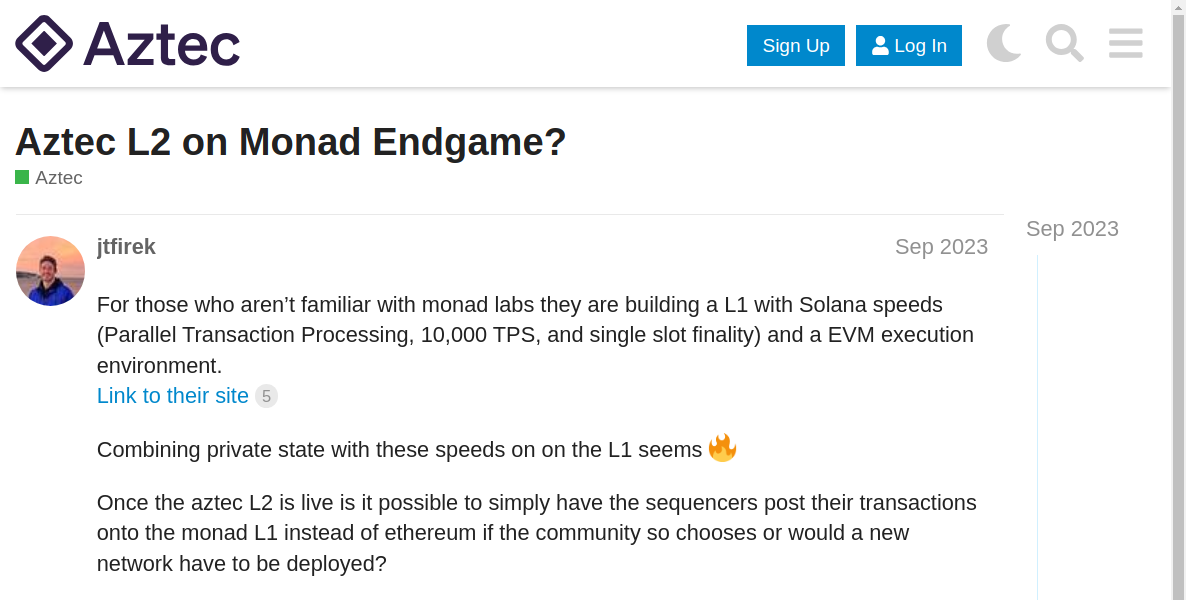 Aztec
Sign Up
Log In
Aztec L2 on Monad Endgame?
Aztec
jtfirek
Sep 2023
Sep 2023
For those who aren’t familiar with monad labs they are building a L1 with Solana speeds
(Parallel Transaction Processing, 10,000 TPS, and single slot finality) and a EVM execution
environment.
Link to their site 5
Combining private state with these speeds on on the L1 seems
Once the aztec L2 is live is it possible to simply have the sequencers post their transactions
onto the monad L1 instead of ethereum if the community so chooses or would a new
network have to be deployed?